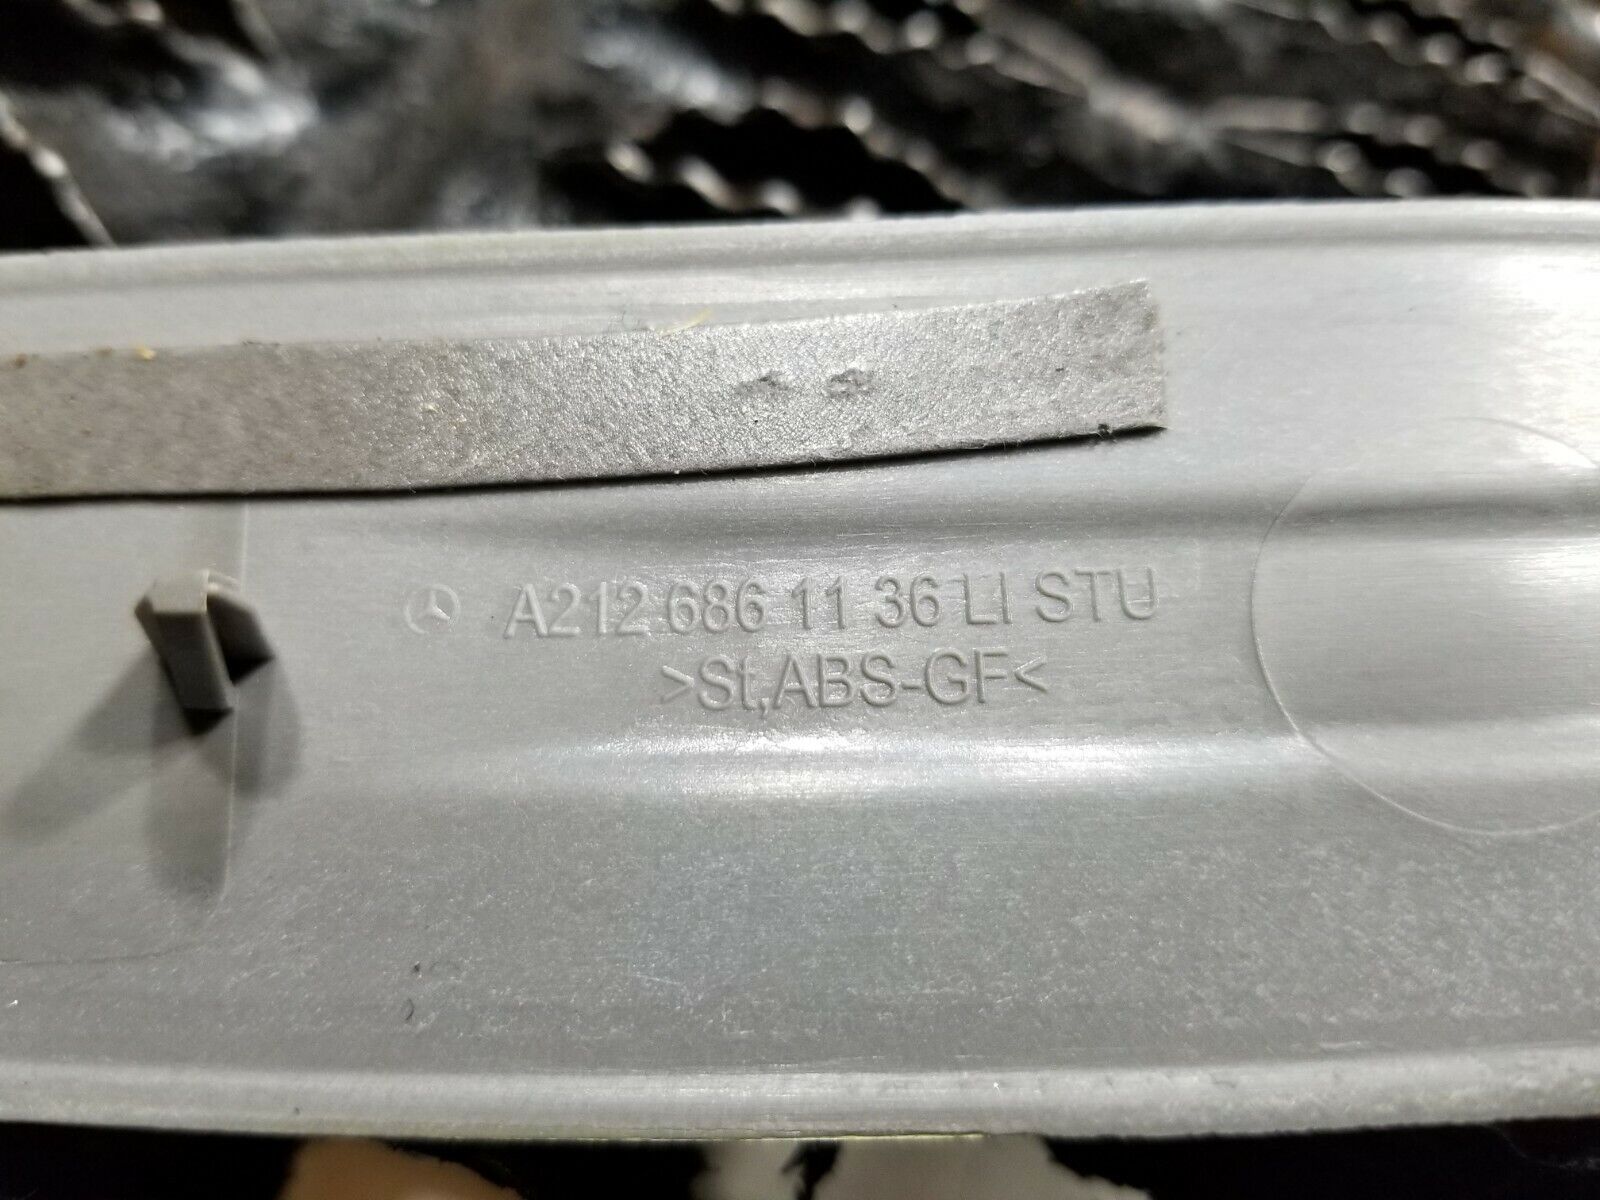 A212 686 11 36 LI STU
>St,ABS-GF<